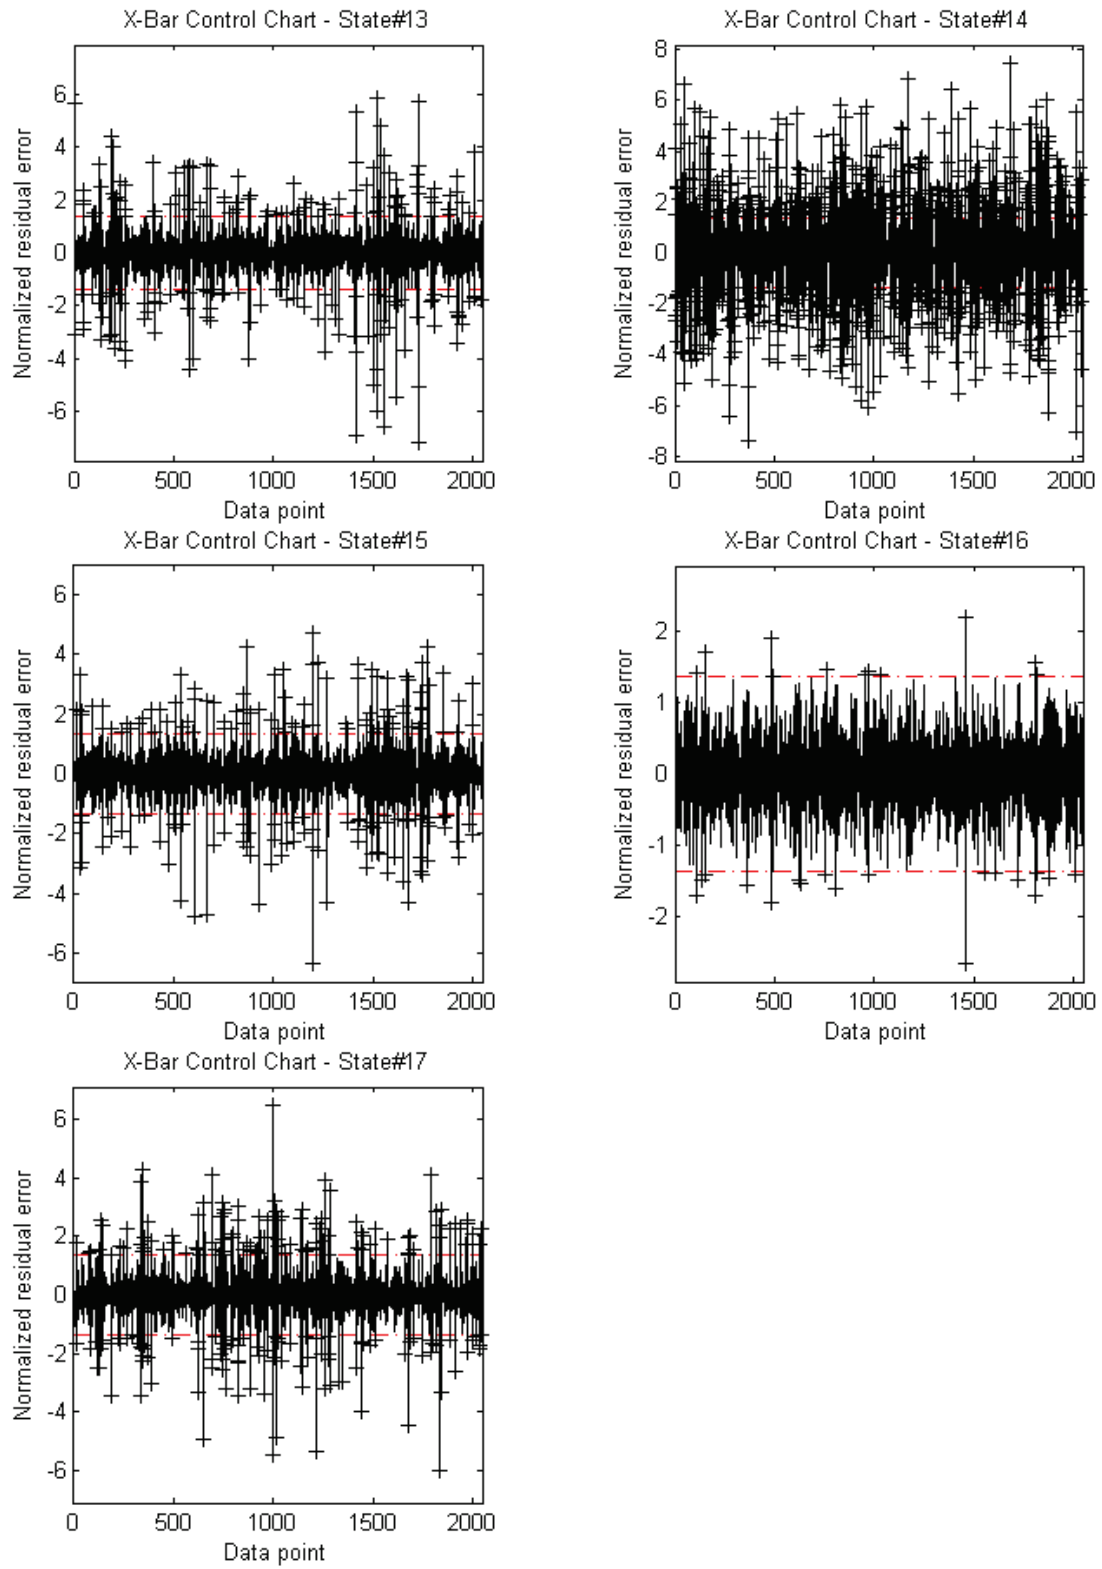 X-Bar Control Chart - State#13
Normalized residual error
6
4
2
0
-2
-4
-6
0 500 1000 1500 2000
Data point
X-Bar Control Chart - State#14
Normalized residual error
8
6
4
2
0
-2
-4
-6
-8
0 500 1000 1500 2000
Data point
X-Bar Control Chart - State#15
Normalized residual error
6
4
2
0
-2
-4
-6
0 500 1000 1500 2000
Data point
X-Bar Control Chart - State#16
Normalized residual error
2
1
0
-1
-2
0 500 1000 1500 2000
Data point
X-Bar Control Chart - State#17
Normalized residual error
6
4
2
0
-2
-4
-6
0 500 1000 1500 2000
Data point